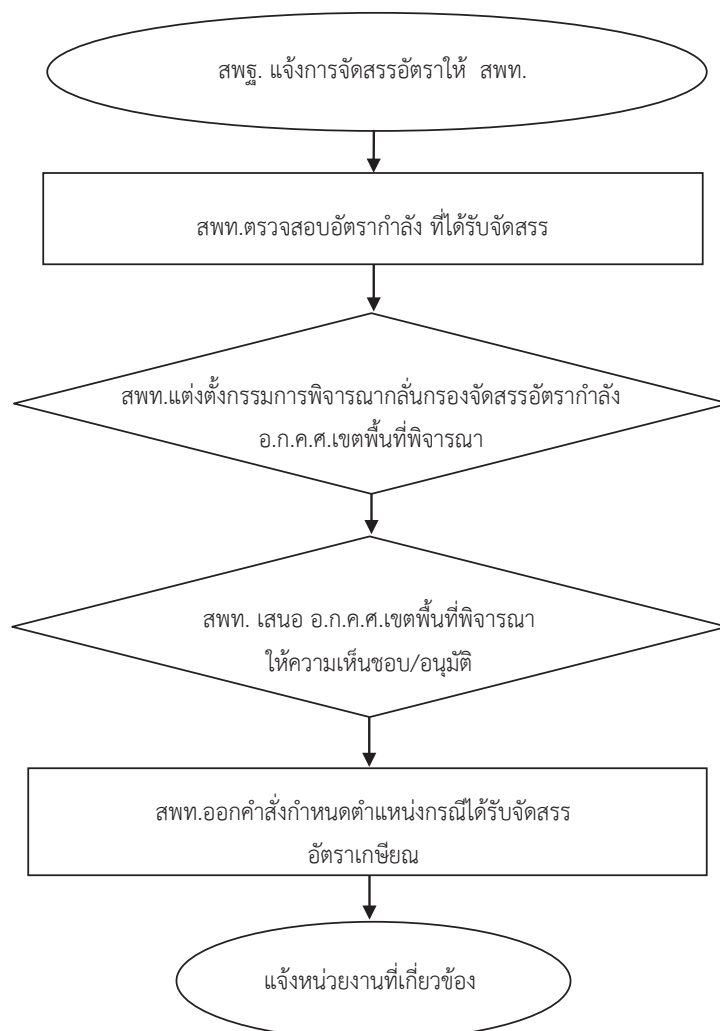 สพฐ. แจ้งการจัดสรรอัตราให้ สพท.
สพท.ตรวจสอบอัตรากำลัง ที่ได้รับจัดสรร
สพท.แต่งตั้งกรรมการพิจารณากลั่นกรองจัดสรรอัตรากำลัง
อ.ก.ค.ศ.เขตพื้นที่พิจารณา
สพท. เสนอ อ.ก.ค.ศ.เขตพื้นที่พิจารณา
ให้ความเห็นชอบ/อนุมัติ
สพท.ออกคำสั่งกำหนดตำแหน่งกรณีได้รับจัดสรร
อัตราเกษียณ
แจ้งหน่วยงานที่เกี่ยวข้อง